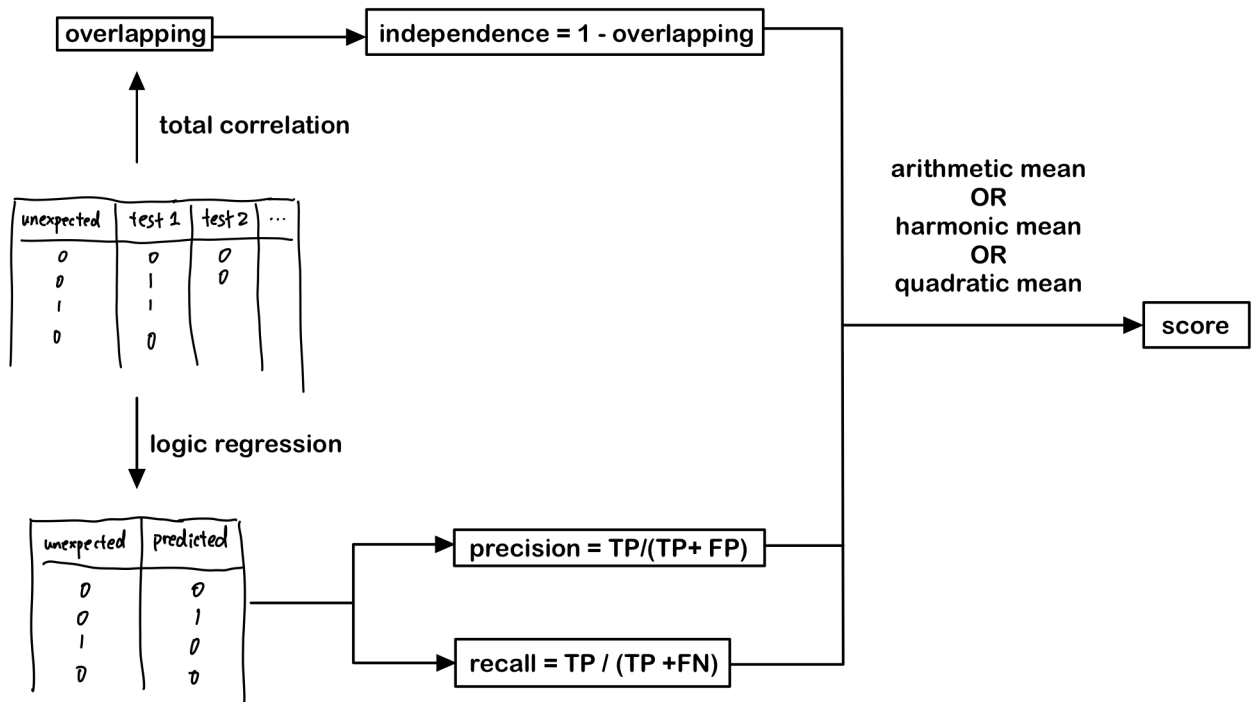 overlapping
independence = 1 - overlapping
total correlation
unexpected test 1 test 2 ...
0 0 0
0 1 0
1 1
0 0
logic regression
unexpected predicted
0 0
0 1
1 0
0 0
precision = TP/(TP+ FP)
recall = TP / (TP +FN)
arithmetic mean
OR
harmonic mean
OR
quadratic mean
score